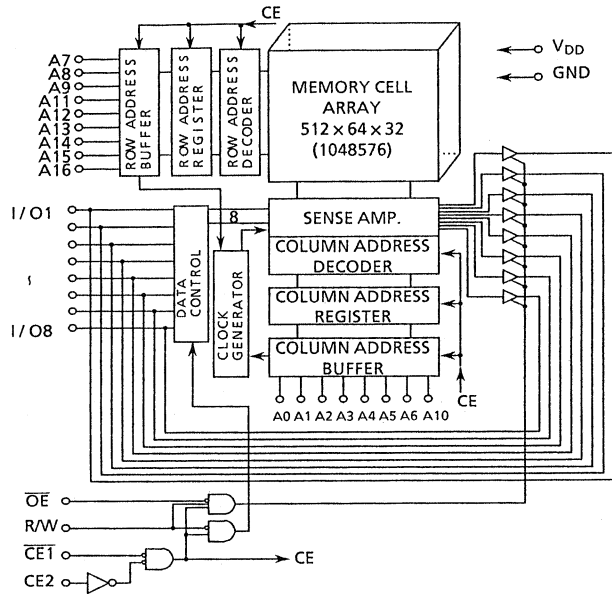 CE
VDD
GND
A7
A8
A9
A11
A12
A13
A14
A15
A16
ROW ADDRESS
BUFFER
ROW ADDRESS
REGISTER
ROW ADDRESS
DECODER
MEMORY CELL
ARRAY
512 x 64 x 32
(1048576)
I/O1
≀
I/O8
DATA
CONTROL
8
CLOCK
GENERATOR
SENSE AMP.
COLUMN ADDRESS
DECODER
COLUMN ADDRESS
REGISTER
COLUMN ADDRESS
BUFFER
CE
A0 A1 A2 A3 A4 A5 A6 A10
OE
R/W
CE1
CE2
CE